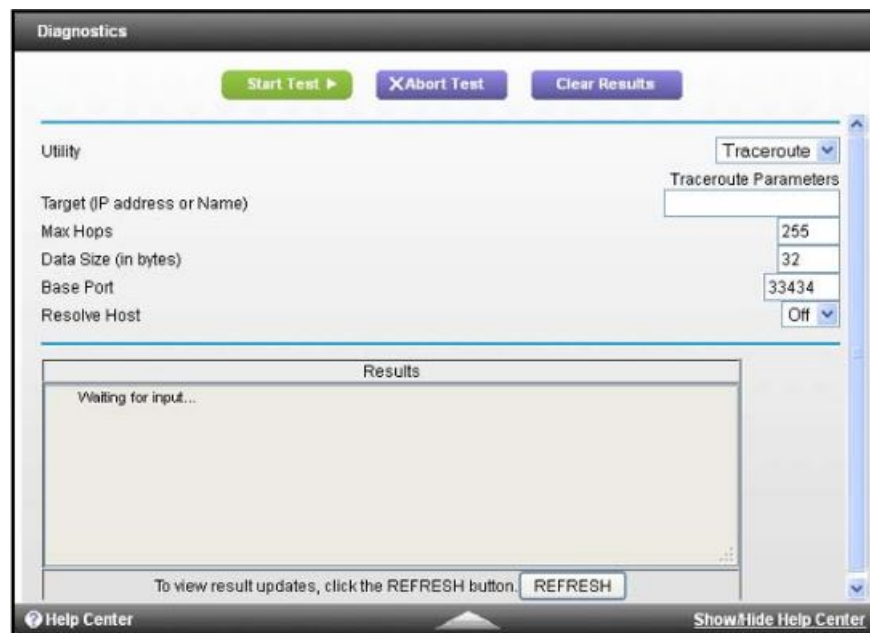 Diagnostics
Start Test
XAbort Test
Clear Results
Utility
Traceroute
Traceroute Parameters
Target (IP address or Name)
Max Hops
255
Data Size (in bytes)
32
Base Port
33434
Resolve Host
Off
Results
Waiting for input...
To view result updates, click the REFRESH button.
REFRESH
Help Center
Show/Hide Help Center